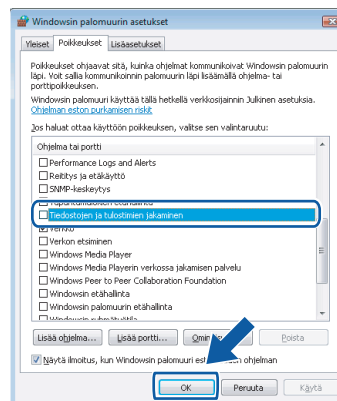 Windowsin palomuurin asetukset
Yleiset Poikkeukset Lisäasetukset
Poikkeukset ohjaavat sitä, kuinka ohjelmat kommunikoivat Windowsin palomuurin
läpi. Voit sallia kommunikoinnin palomuurin läpi lisäämällä ohjelma- tai
porttipoikkeuksen.
Windowsin palomuuri käyttää tällä hetkellä verkkosijainnin Julkinen asetuksia.
Ohjelman eston purkamisen riskit
Jos haluat ottaa käyttöön poikkeuksen, valitse sen valintaruutu:
Ohjelma tai portti
Performance Logs and Alerts
Reititys ja etäkäyttö
SNMP-keskeytys
Tapahtumalokien etähallinta
Tiedostojen ja tulostimien jakaminen
Verkko
Verkon etsiminen
Windows Media Player
Windows Media Playerin verkossa jakamisen palvelu
Windows Peer to Peer Collaboration Foundation
Windowsin etähallinta
Windowsin palomuurin etähallinta
Lisää ohjelma... Lisää portti... Poista
Näytä ilmoitus, kun Windowsin palomuuri ohjelman
OK Peruuta Käytä